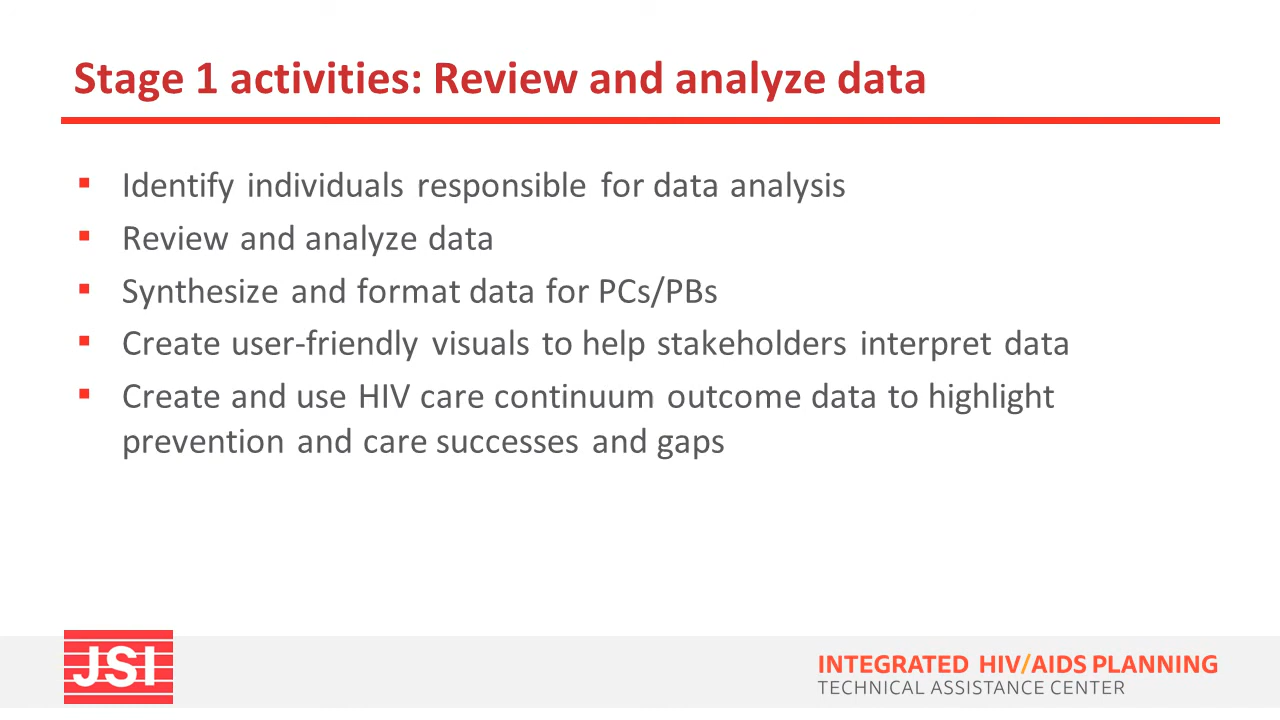 Stage 1 activities: Review and analyze data
Identify individuals responsible for data analysis
Review and analyze data
Synthesize and format data for PCs/PBs
Create user-friendly visuals to help stakeholders interpret data
Create and use HIV care continuum outcome data to highlight
prevention and care successes and gaps
JSI
INTEGRATED HIV/AIDS PLANNING
TECHNICAL ASSISTANCE CENTER